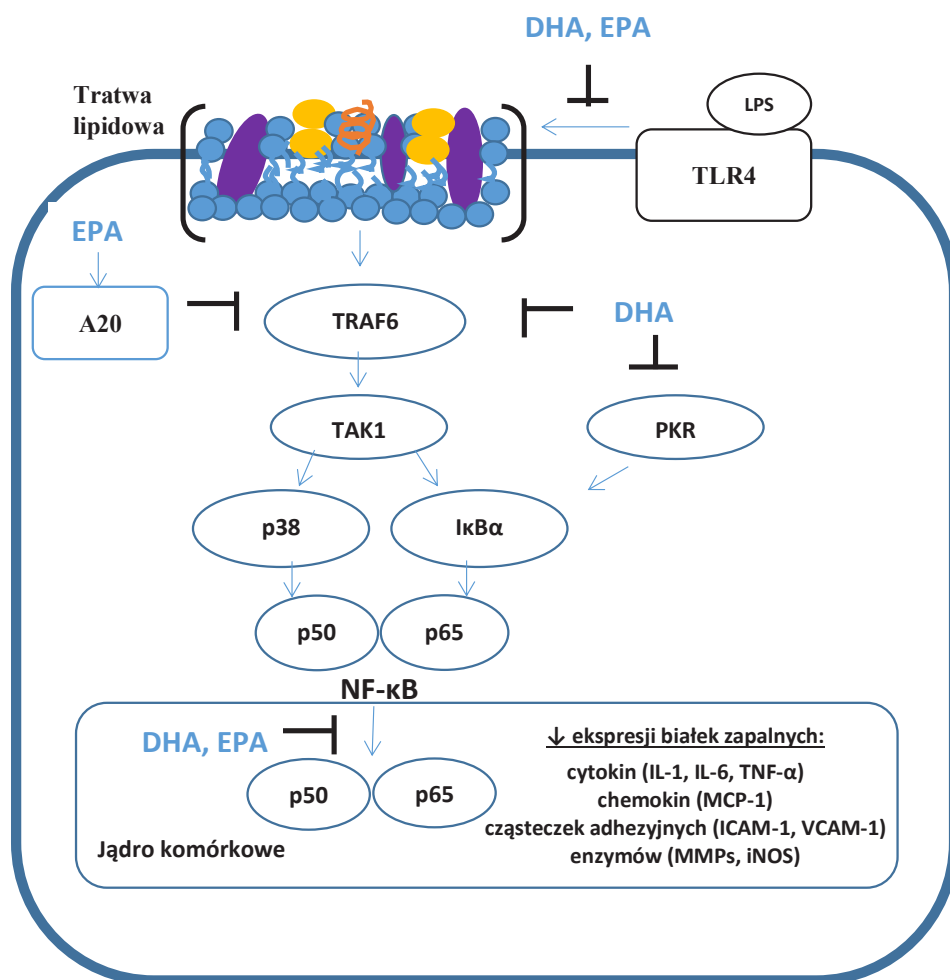 DHA, EPA
Tratwa
lipidowa
LPS
TLR4
EPA
A20
TRAF6
DHA
TAK1
PKR
p38
IκBα
p50
p65
NF-κB
DHA, EPA
p50
p65
Jądro komórkowe
↓ ekspresji białek zapalnych:
cytokin (IL-1, IL-6, TNF-α)
chemokin (MCP-1)
cząsteczek adhezyjnych (ICAM-1, VCAM-1)
enzymów (MMPs, iNOS)